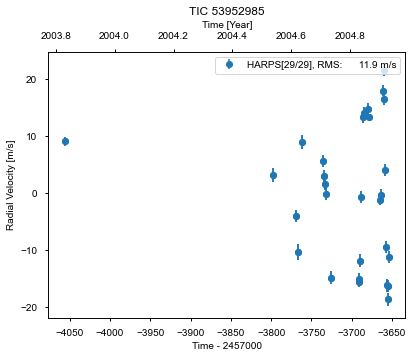 TIC 53952985
Time [Year]
2003.8 2004.0 2004.2 2004.4 2004.6 2004.8
HARPS[29/29], RMS: 11.9 m/s
Radial Velocity [m/s]
20
10
0
−10
−20
−4050 −4000 −3950 −3900 −3850 −3800 −3750 −3700 −3650
Time - 2457000